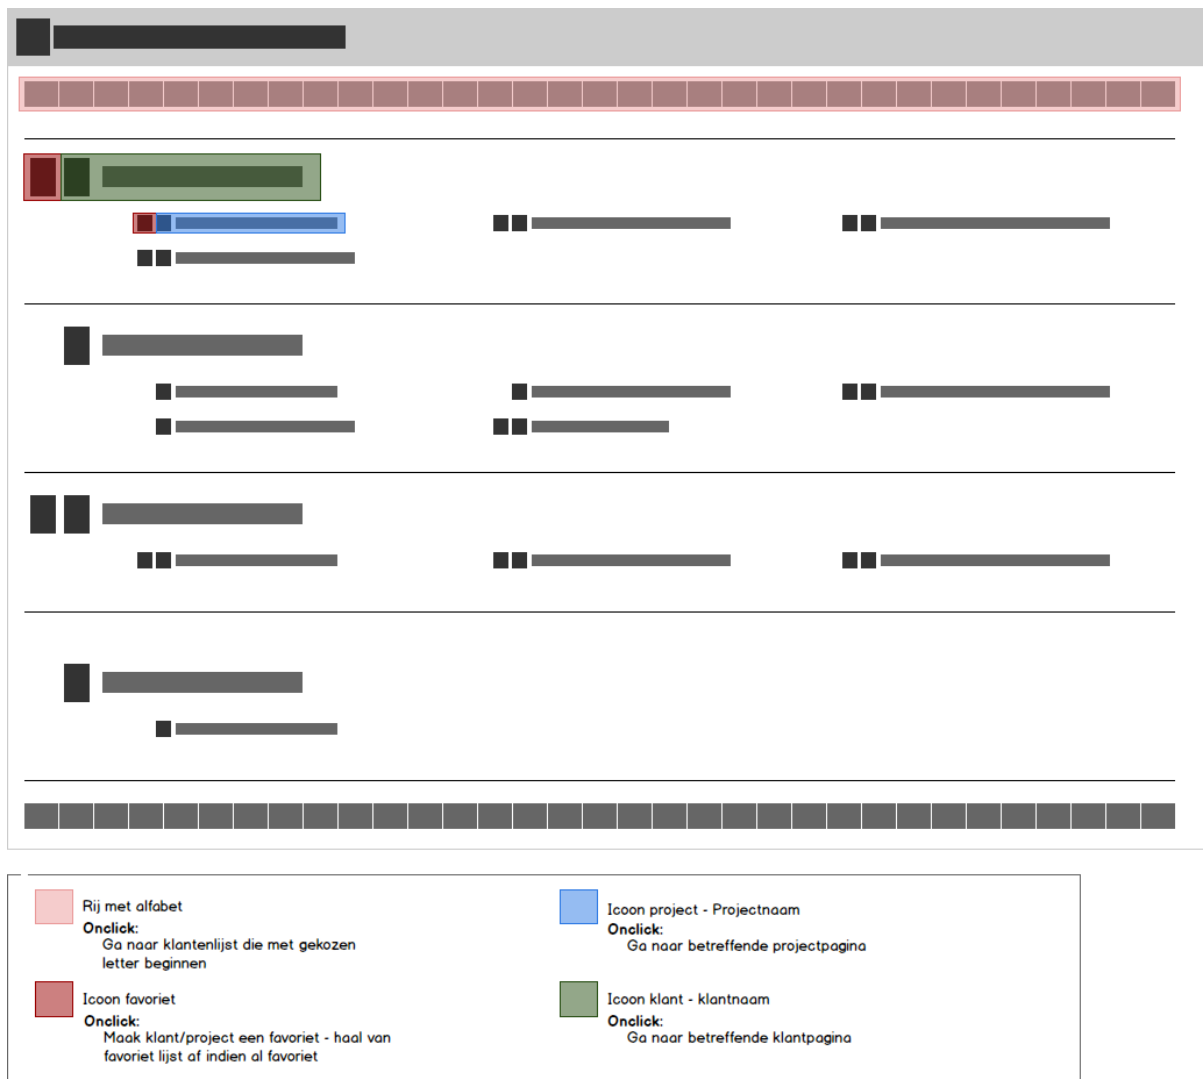 Rij met alfabet
Onclick:
Ga naar klantenlijst die met gekozen
letter beginnen
Icoon favoriet
Onclick:
Maak klant/project een favoriet - haal van
favoriet lijst af indien al favoriet
Icoon project - Projectnaam
Onclick:
Ga naar betreffende projectpagina
Icoon klant - klantnaam
Onclick:
Ga naar betreffende klantpagina